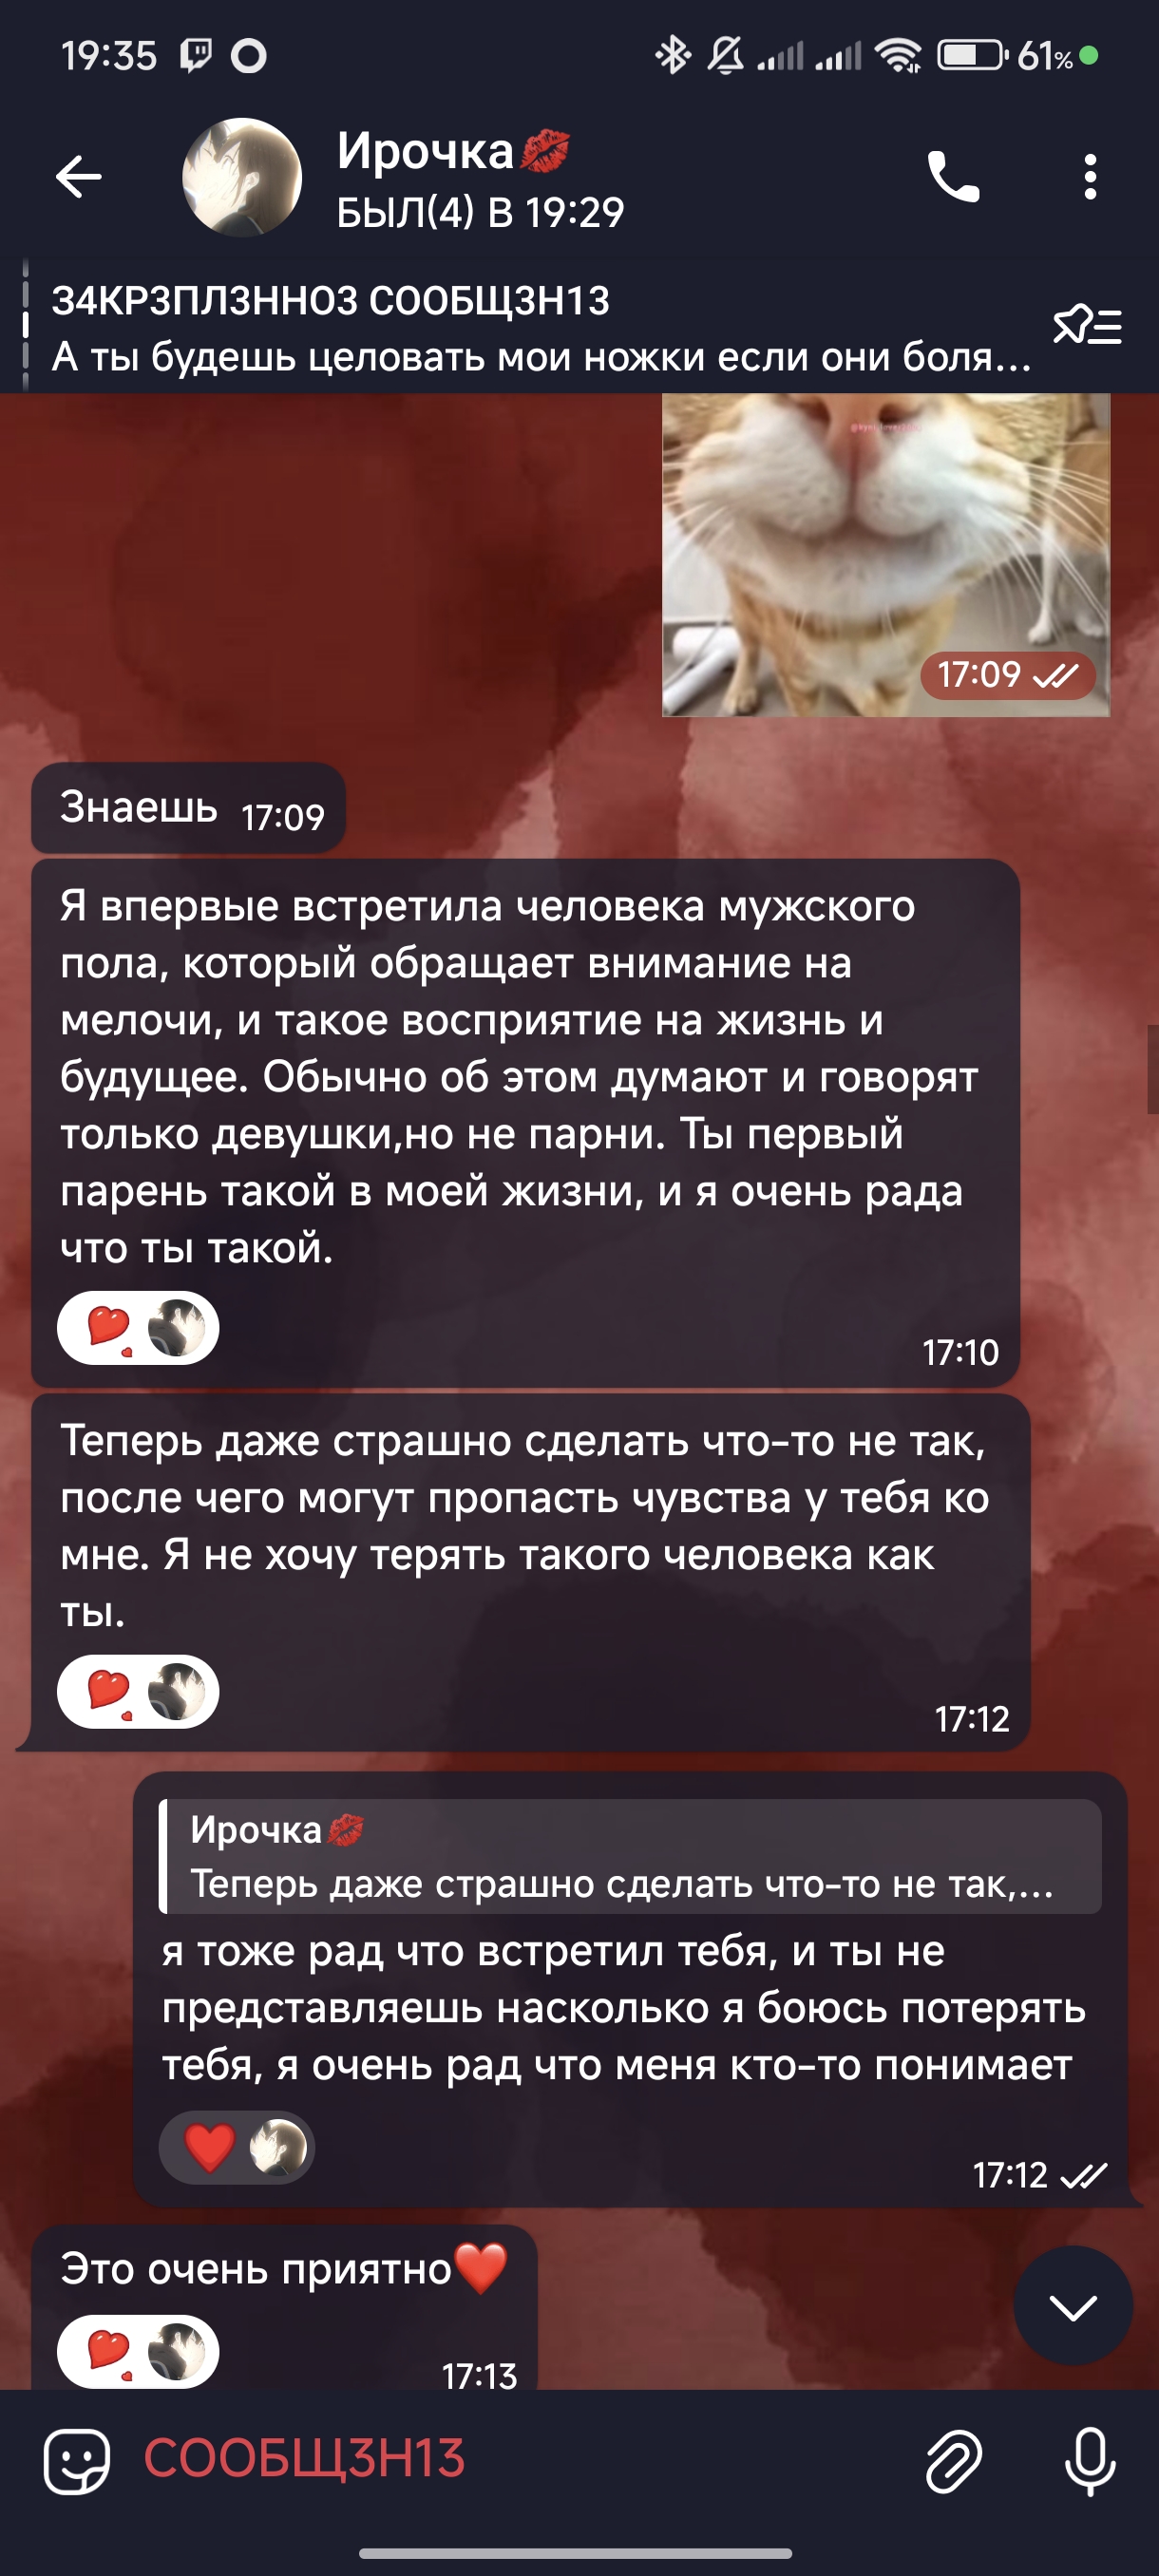 19:35
61%
Ирочка💋
БЫЛ(4) В 19:29
З4КРЗПЛЗННОЗ СООБЩЗН1З
А ты будешь целовать мои ножки если они боля...
17:09
Знаешь 17:09
Я впервые встретила человека мужского
пола, который обращает внимание на
мелочи, и такое восприятие на жизнь и
будущее. Обычно об этом думают и говорят
только девушки,но не парни. Ты первый
парень такой в моей жизни, и я очень рада
что ты такой.
17:10
Теперь даже страшно сделать что-то не так,
после чего могут пропасть чувства у тебя ко
мне. Я не хочу терять такого человека как
ты.
17:12
Ирочка💋
Теперь даже страшно сделать что-то не так,...
я тоже рад что встретил тебя, и ты не
представляешь насколько я боюсь потерять
тебя, я очень рад что меня кто-то понимает
17:12
Это очень приятно❤️
17:13
СООБЩЗН1З